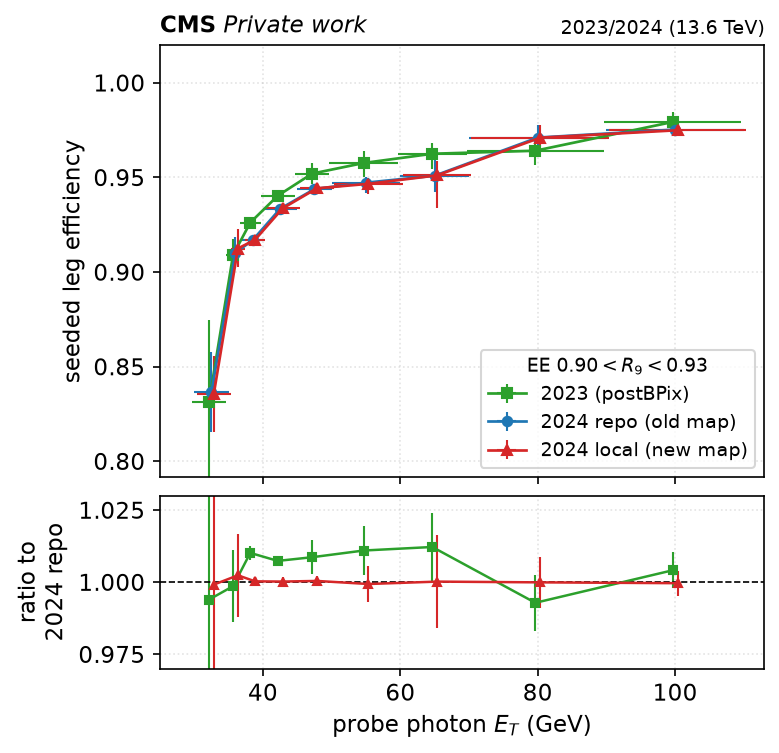 CMS Private work
2023/2024 (13.6 TeV)
seeded leg efficiency
1.00
0.95
0.90
0.85
0.80
EE 0.90 < R₉ < 0.93
2023 (postBPix)
2024 repo (old map)
2024 local (new map)
ratio to
2024 repo
1.025
1.000
0.975
40 60 80 100
probe photon E_T (GeV)